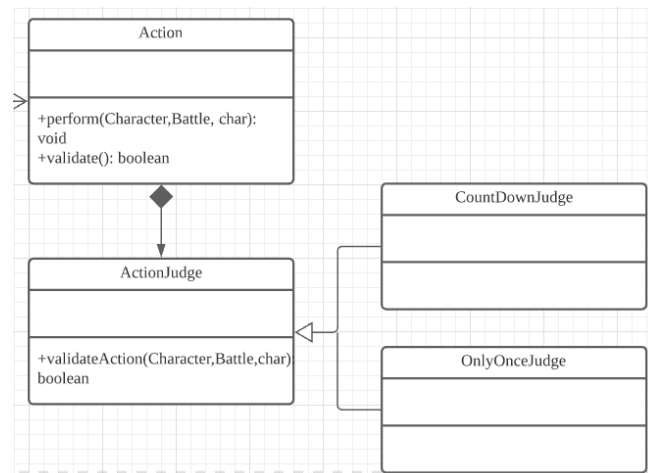 Action
+perform(Character,Battle, char):
void
+validate(): boolean
CountDownJudge
ActionJudge
+validateAction(Character,Battle,char)
boolean
OnlyOnceJudge